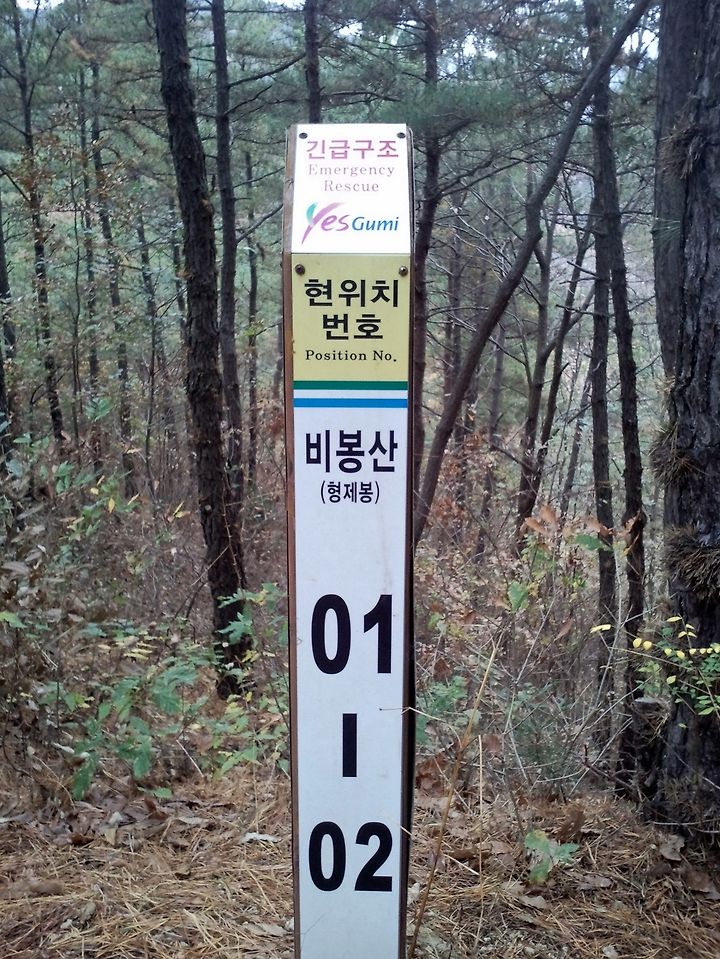 긴급구조
Emergency
Rescue
Yes Gumi
현위치
번호
Position No.
비봉산
(형제봉)
01
-
02